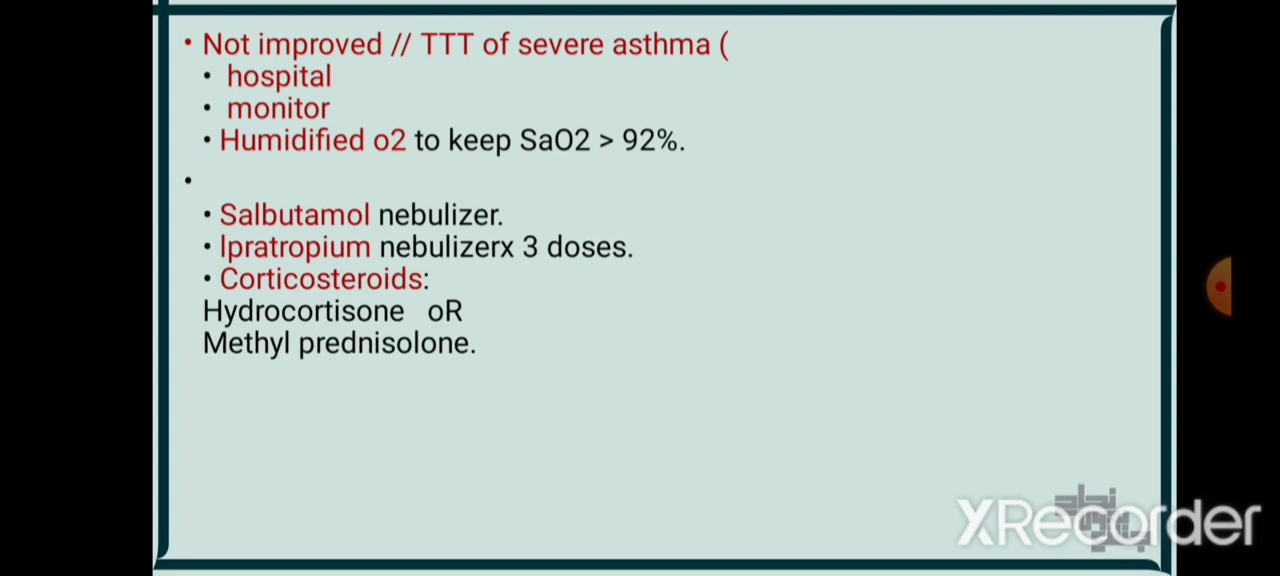 • Not improved // TTT of severe asthma (
• hospital
• monitor
• Humidified o2 to keep SaO2 > 92%.
•
• Salbutamol nebulizer.
• Ipratropium nebulizerx 3 doses.
• Corticosteroids:
Hydrocortisone oR
Methyl prednisolone.
XRecorder